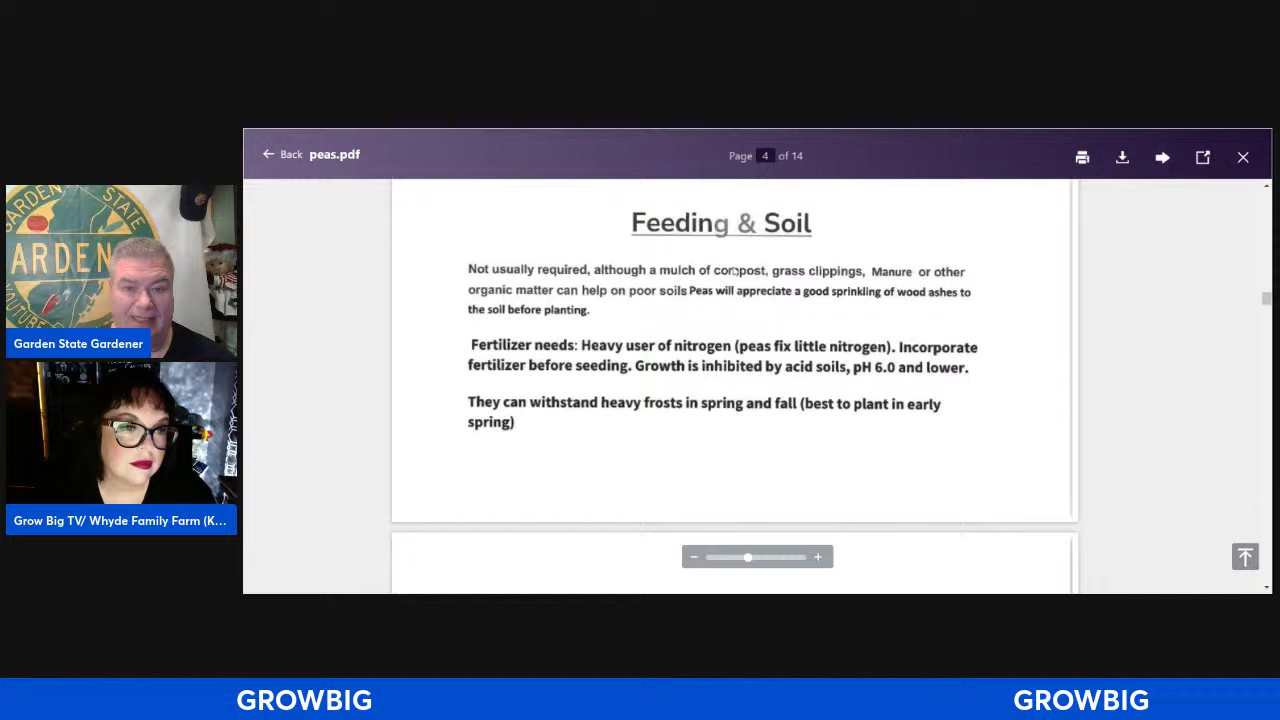 Back peas.pdf
Page 4 of 14
Feeding & Soil
Not usually required, although a mulch of compost, grass clippings, Manure or other
organic matter can help on poor soils Peas will appreciate a good sprinkling of wood ashes to
the soil before planting.
Fertilizer needs: Heavy user of nitrogen (peas fix little nitrogen). Incorporate
fertilizer before seeding. Growth is inhibited by acid soils, pH 6.0 and lower.
They can withstand heavy frosts in spring and fall (best to plant in early
spring)
GARDEN STATE
ARDEN
YOUTUBE
Garden State Gardener
Grow Big TV/ Whyde Family Farm (K...
GROWBIG
GROWBIG